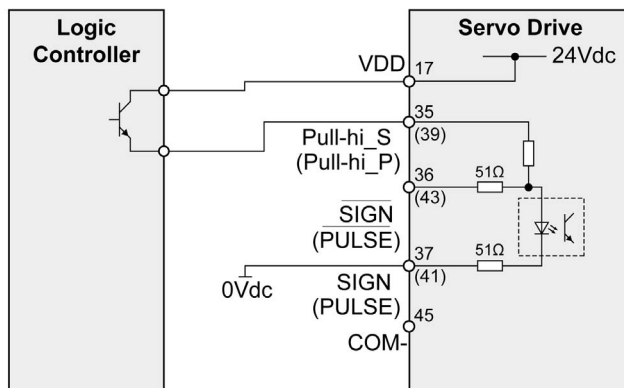 Logic
Controller
Servo Drive
VDD
17
24Vdc
35
(39)
Pull-hi_S
(Pull-hi_P)
36
(43)
51Ω
SIGN
(PULSE)
37
(41)
51Ω
0Vdc
SIGN
(PULSE)
45
COM-